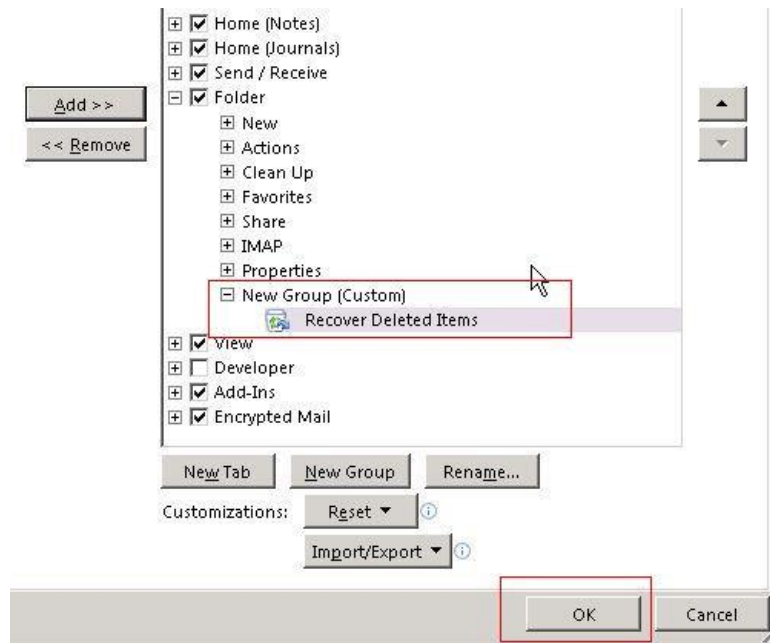 Home (Notes)
Home (Journals)
Send / Receive
Folder
New
Actions
Clean Up
Favorites
Share
IMAP
Properties
New Group (Custom)
Recover Deleted Items
View
Developer
Add-Ins
Encrypted Mail
Add >>
<< Remove
New Tab New Group Rename...
Customizations: Reset
Import/Export
OK Cancel